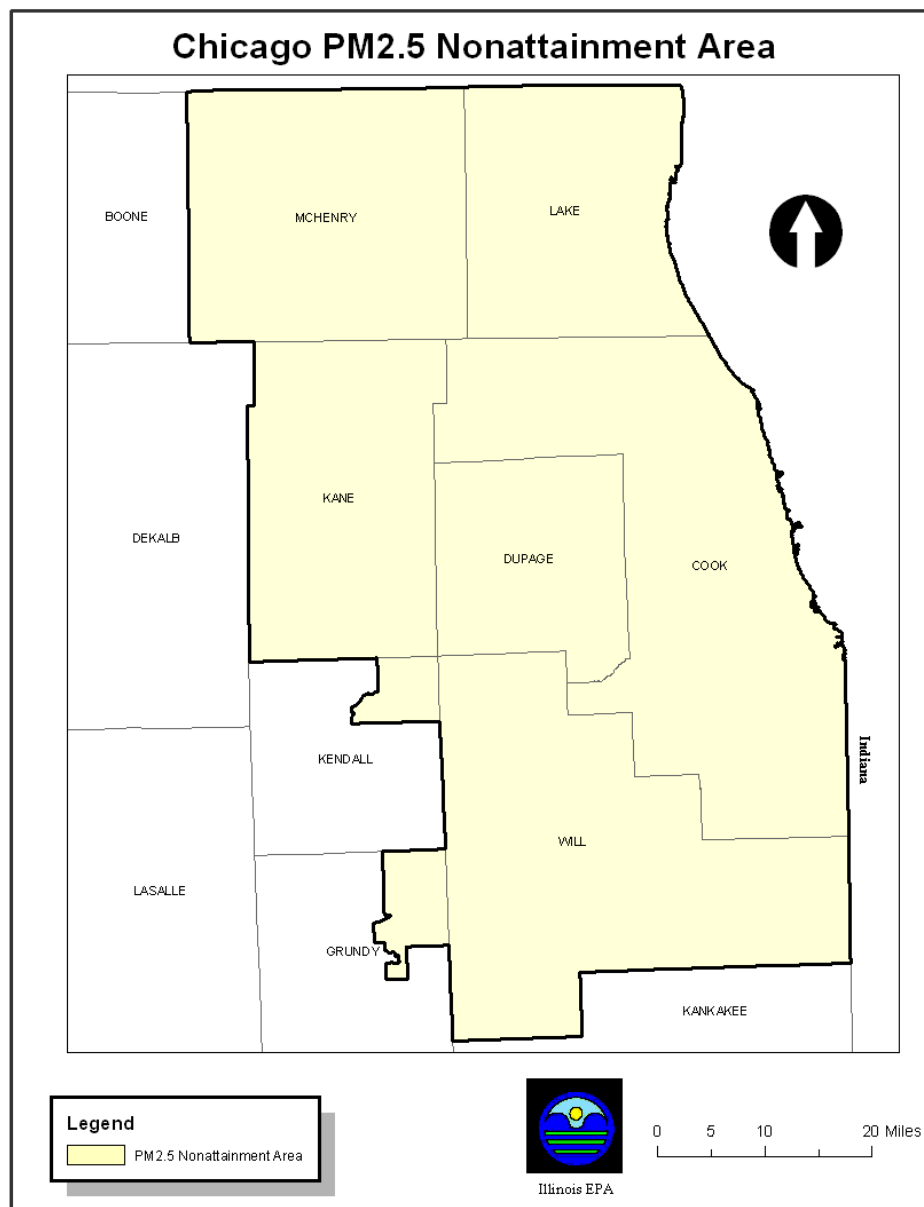 Chicago PM2.5 Nonattainment Area
BOONE
MCHENRY
LAKE
DEKALB
KANE
DUPAGE
COOK
KENDALL
Indiana
WILL
LASALLE
GRUNDY
KANKAKEE
Legend
PM2.5 Nonattainment Area
Illinois EPA
0 5 10 20 Miles